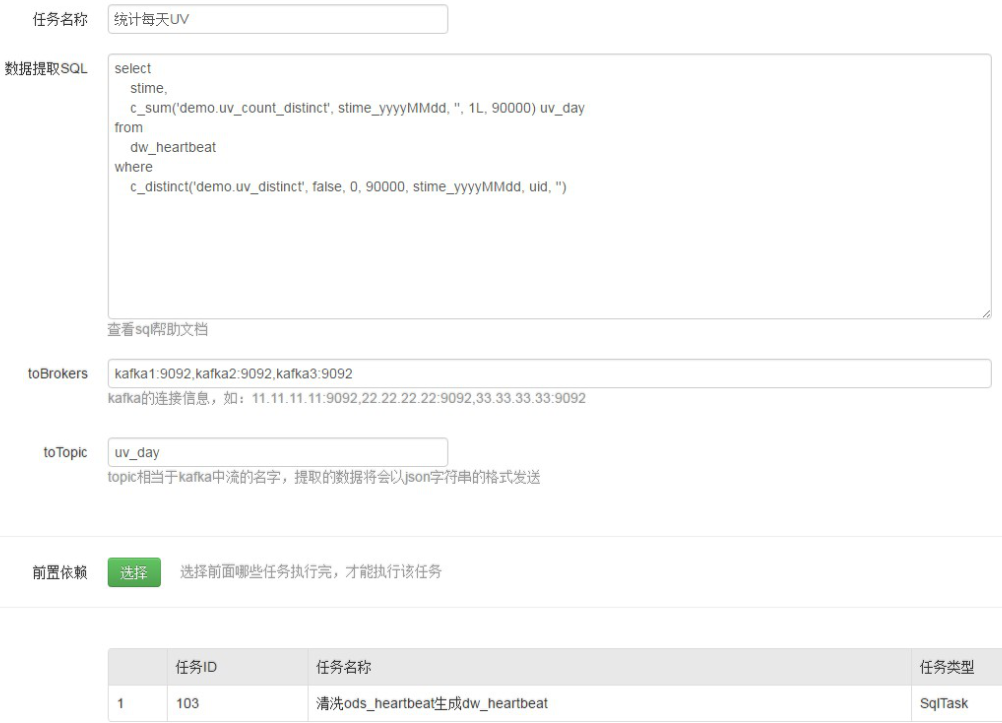 任务名称 统计每天UV
数据提取SQL select
stime,
c_sum('demo.uv_count_distinct', stime_yyyyMMdd, '', 1L, 90000) uv_day
from
dw_heartbeat
where
c_distinct('demo.uv_distinct', false, 0, 90000, stime_yyyyMMdd, uid, '')
查看sql帮助文档
toBrokers kafka1:9092,kafka2:9092,kafka3:9092
kafka的连接信息，如：11.11.11.11:9092,22.22.22.22:9092,33.33.33.33:9092
toTopic uv_day
topic相当于kafka中流的名字，提取的数据将会以json字符串的格式发送
前置依赖 选择 选择前面哪些任务执行完，才能执行该任务
任务ID 任务名称 任务类型
1 103 清洗ods_heartbeat生成dw_heartbeat SqlTask